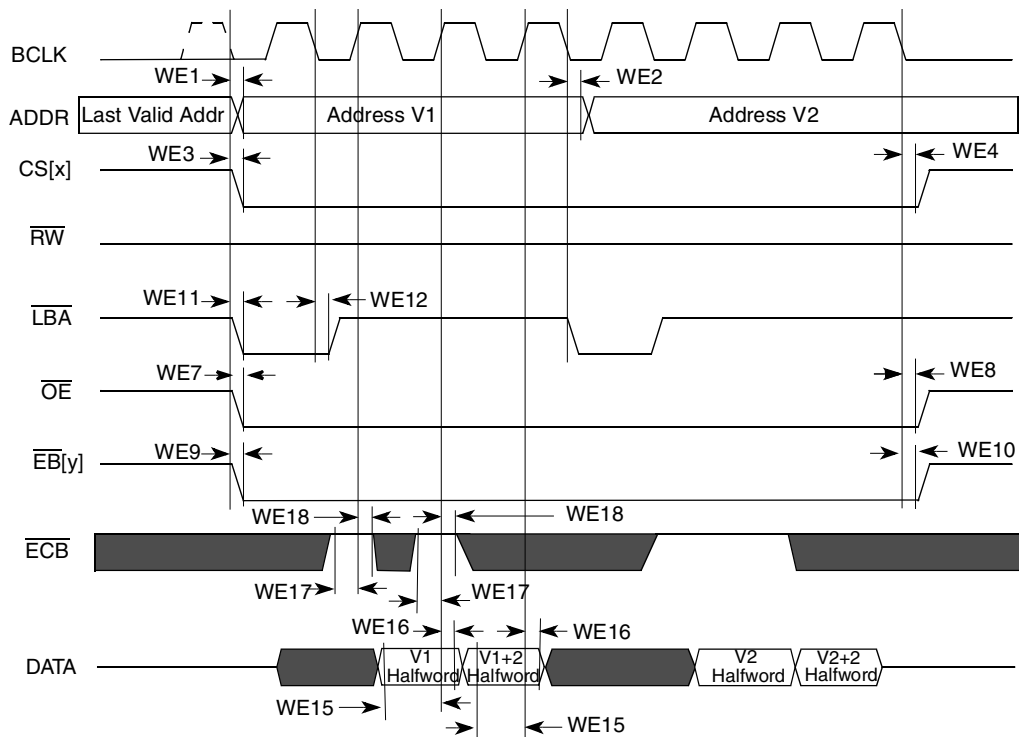 BCLK
WE1
WE2
ADDR
Last Valid Addr
Address V1
Address V2
WE3
WE4
CS[x]
RW
WE11
WE12
LBA
WE7
WE8
OE
WE9
WE10
EB[y]
WE18
WE18
ECB
WE17
WE17
WE16
WE16
DATA
V1
Halfword
V1+2
Halfword
V2
Halfword
V2+2
Halfword
WE15
WE15